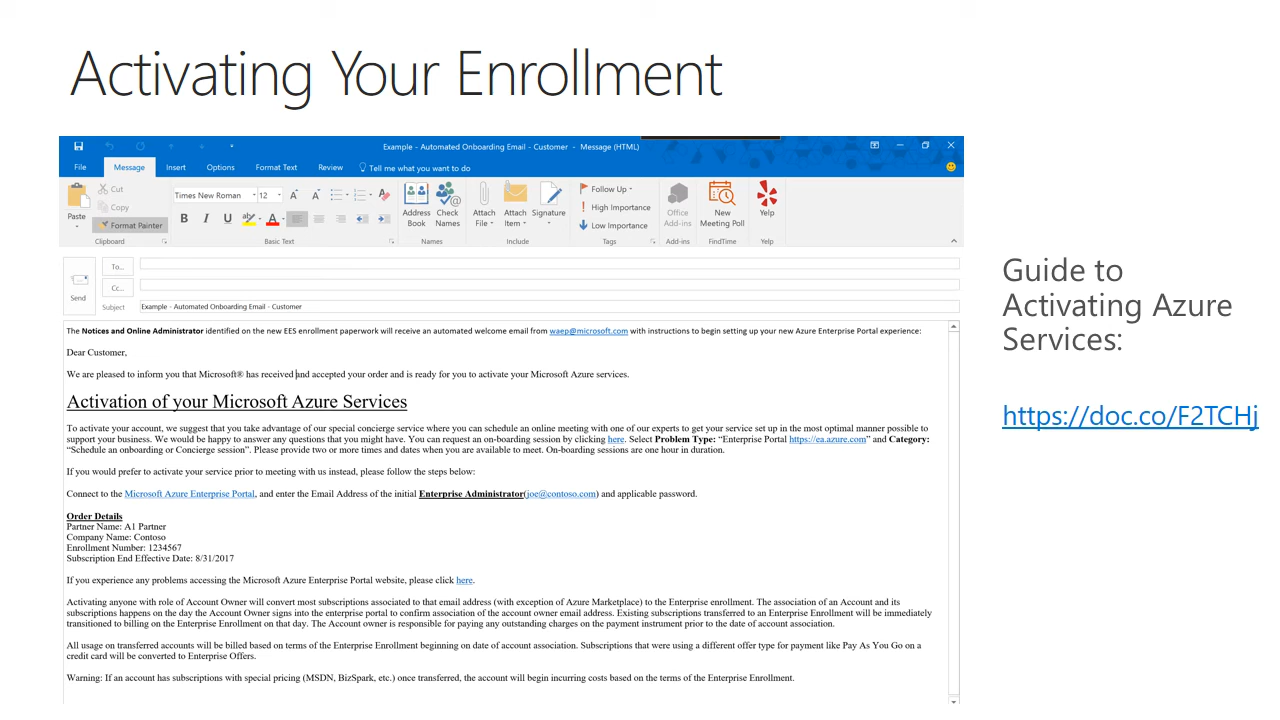 Activating Your Enrollment
Example - Automated Onboarding Email - Customer - Message (HTML)
File Message Insert Options Format Text Review Tell me what you want to do
Paste
Cut
Copy
Format Painter
Clipboard
Times New Roman 12
B I U ab A
Basic Text
Address Book
Check Names
Names
Attach File
Attach Item
Signature
Include
Follow Up
High Importance
Low Importance
Tags
Office Add-ins
Add-ins
New Meeting Poll
FindTime
Yelp
Yelp
Send
To...
Cc...
Subject Example - Automated Onboarding Email - Customer
The Notices and Online Administrator identified on the new EES enrollment paperwork will receive an automated welcome email from waep@microsoft.com with instructions to begin setting up your new Azure Enterprise Portal experience:
Dear Customer,
We are pleased to inform you that Microsoft® has received and accepted your order and is ready for you to activate your Microsoft Azure services.
Activation of your Microsoft Azure Services
To activate your account, we suggest that you take advantage of our special concierge service where you can schedule an online meeting with one of our experts to get your service set up in the most optimal manner possible to
support your business. We would be happy to answer any questions that you might have. You can request an on-boarding session by clicking here. Select Problem Type: “Enterprise Portal https://ea.azure.com” and Category:
“Schedule an onboarding or Concierge session”. Please provide two or more times and dates when you are available to meet. On-boarding sessions are one hour in duration.
If you would prefer to activate your service prior to meeting with us instead, please follow the steps below:
Connect to the Microsoft Azure Enterprise Portal, and enter the Email Address of the initial Enterprise Administrator(joe@contoso.com) and applicable password.
Order Details
Partner Name: A1 Partner
Company Name: Contoso
Enrollment Number: 1234567
Subscription End Effective Date: 8/31/2017
If you experience any problems accessing the Microsoft Azure Enterprise Portal website, please click here.
Activating anyone with role of Account Owner will convert most subscriptions associated to that email address (with exception of Azure Marketplace) to the Enterprise enrollment. The association of an Account and its
subscriptions happens on the day the Account Owner signs into the enterprise portal to confirm association of the account owner email address. Existing subscriptions transferred to an Enterprise Enrollment will be immediately
transitioned to billing on the Enterprise Enrollment on that day. The Account owner is responsible for paying any outstanding charges on the payment instrument prior to the date of account association.
All usage on transferred accounts will be billed based on terms of the Enterprise Enrollment beginning on date of account association. Subscriptions that were using a different offer type for payment like Pay As You Go on a
credit card will be converted to Enterprise Offers.
Warning: If an account has subscriptions with special pricing (MSDN, BizSpark, etc.) once transferred, the account will begin incurring costs based on the terms of the Enterprise Enrollment.
Guide to
Activating Azure
Services:
https://doc.co/F2TCHj